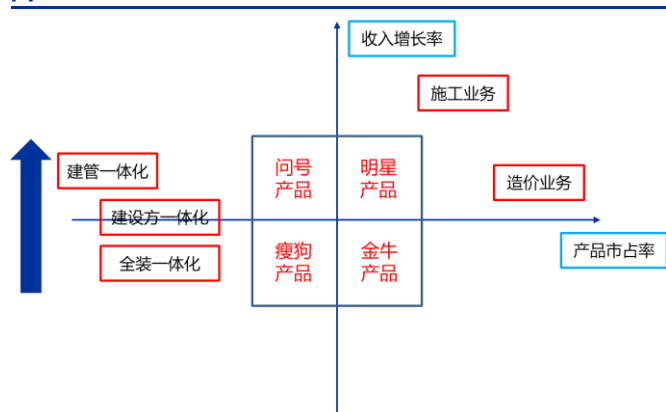 收入增长率
施工业务
建管一体化
问号
产品
明星
产品
造价业务
建设方一体化
全装一体化
瘦狗
产品
金牛
产品
产品市占率